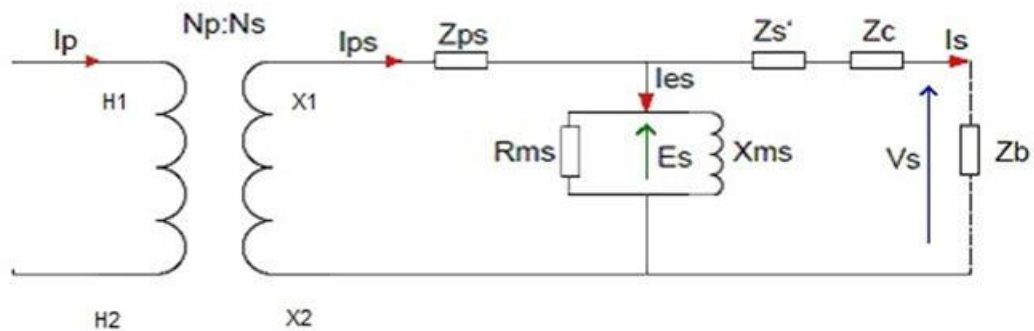 Np:Ns
Ip
Ips
Zps
Zs'
Zc
Is
H1
X1
Ies
Rms
Es
Xms
Vs
Zb
H2
X2